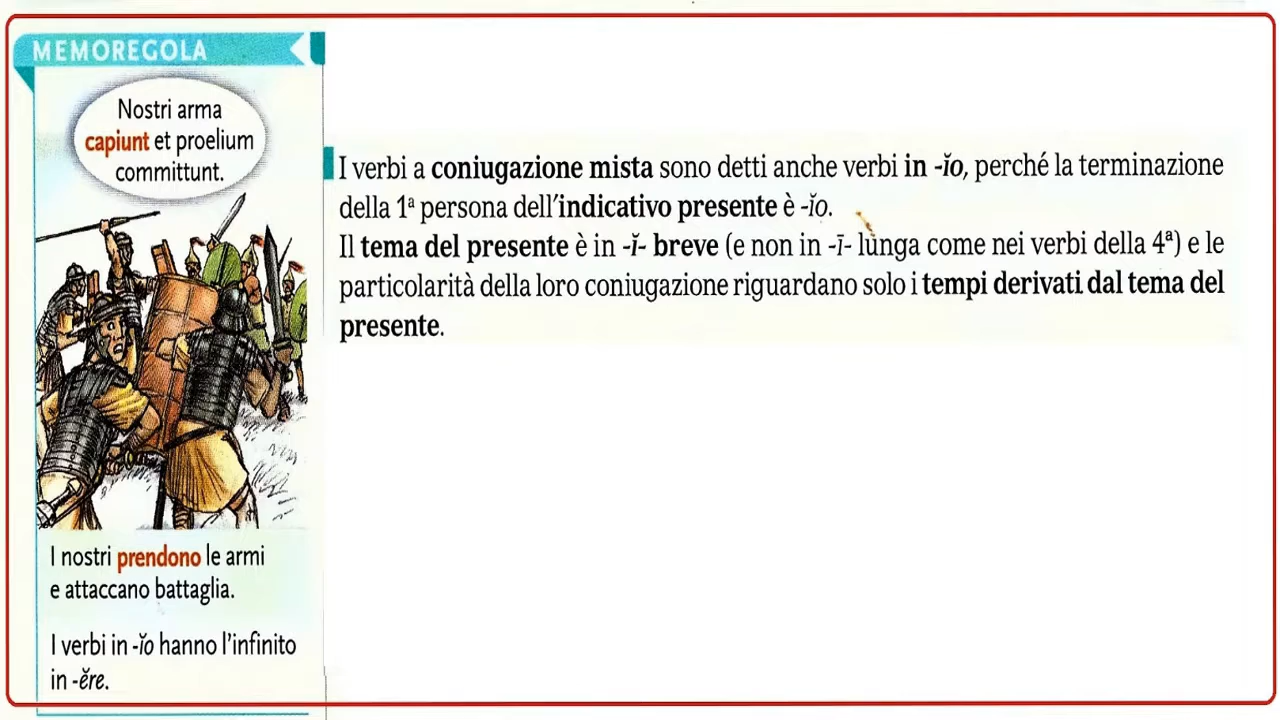 MEMOREGOLA
Nostri arma
capiunt et proelium
committunt.
I nostri prendono le armi
e attaccano battaglia.
I verbi in -ĭo hanno l'infinito
in -ĕre.
I verbi a coniugazione mista sono detti anche verbi in -ĭo, perché la terminazione
della 1ª persona dell'indicativo presente è -ĭo.
Il tema del presente è in -ĭ- breve (e non in -ī- lunga come nei verbi della 4ª) e le
particolarità della loro coniugazione riguardano solo i tempi derivati dal tema del
presente.